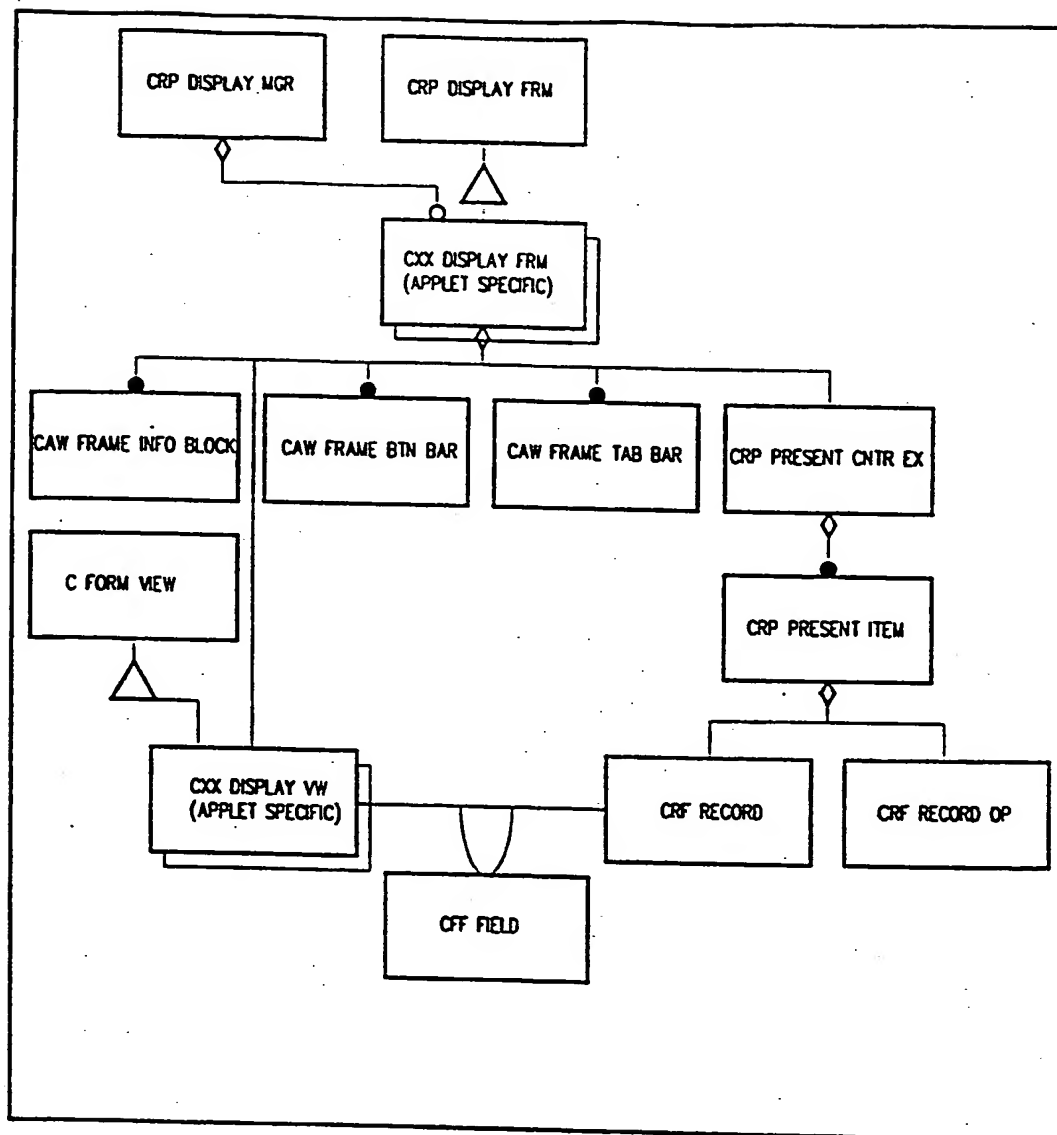 CRP DISPLAY MGR
CRP DISPLAY FRM
CXX DISPLAY FRM
(APPLET SPECIFIC)
CAW FRAME INFO BLOCK
CAW FRAME BTN BAR
CAW FRAME TAB BAR
CRP PRESENT CNTR EX
C FORM VIEW
CRP PRESENT ITEM
CXX DISPLAY VW
(APPLET SPECIFIC)
CRF RECORD
CRF RECORD OP
CFF FIELD